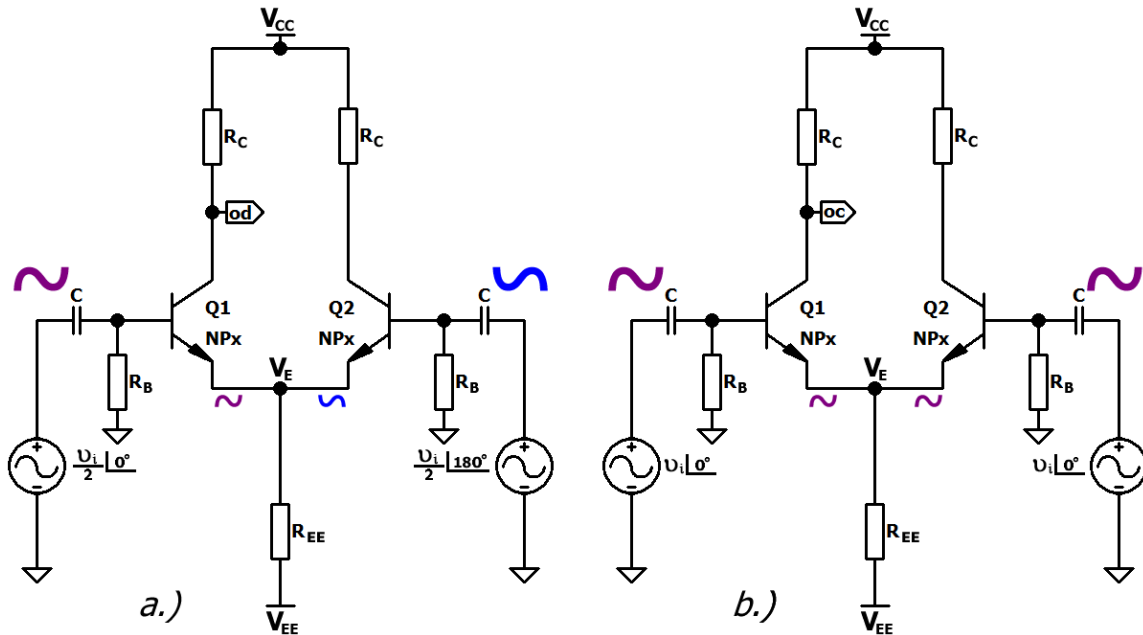 VCC
RC
RC
od
C
Q1
NPx
Q2
NPx
C
RB
VE
RB
υi/2 0°
υi/2 180°
REE
a.)
VEE
VCC
RC
RC
oc
C
Q1
NPx
Q2
NPx
C
RB
VE
RB
υi 0°
υi 0°
REE
b.)
VEE